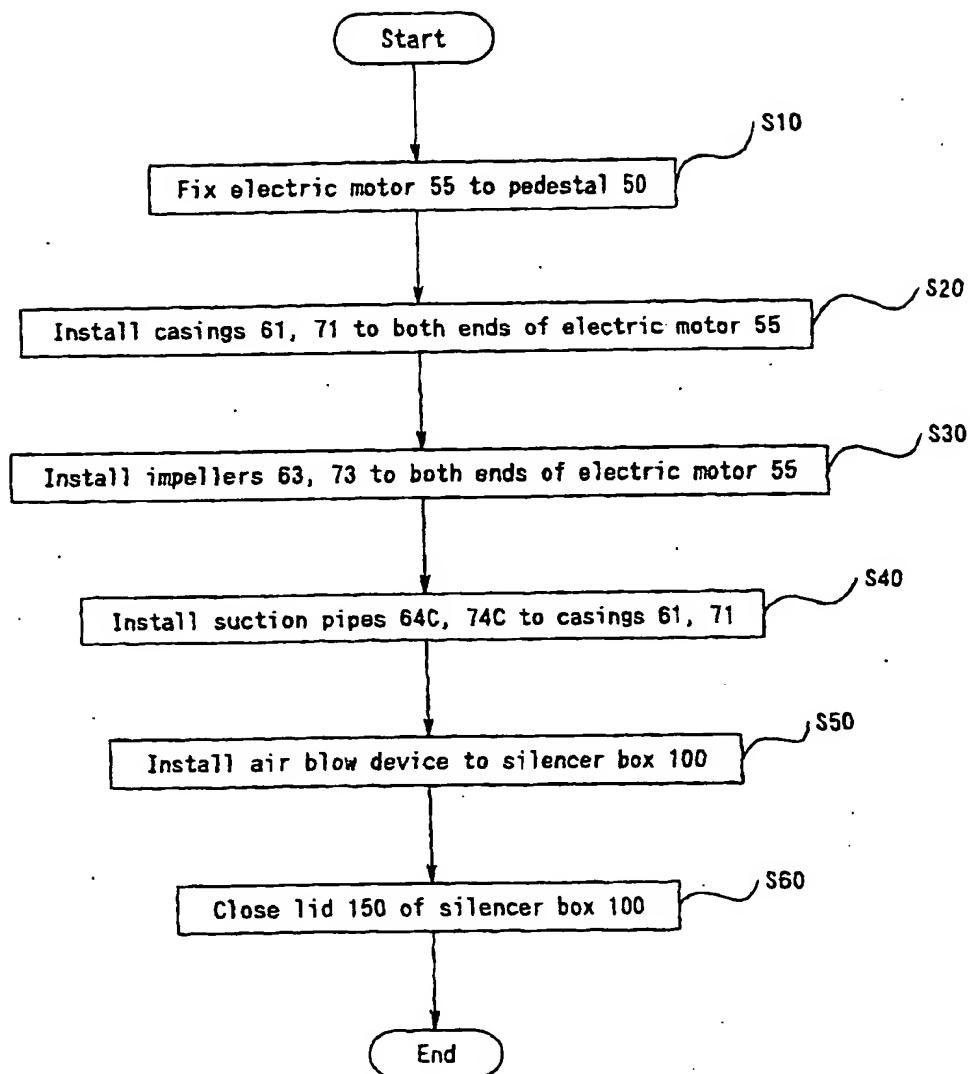 Start
S10
Fix electric motor 55 to pedestal 50
S20
Install casings 61, 71 to both ends of electric motor 55
S30
Install impellers 63, 73 to both ends of electric motor 55
S40
Install suction pipes 64C, 74C to casings 61, 71
S50
Install air blow device to silencer box 100
S60
Close lid 150 of silencer box 100
End